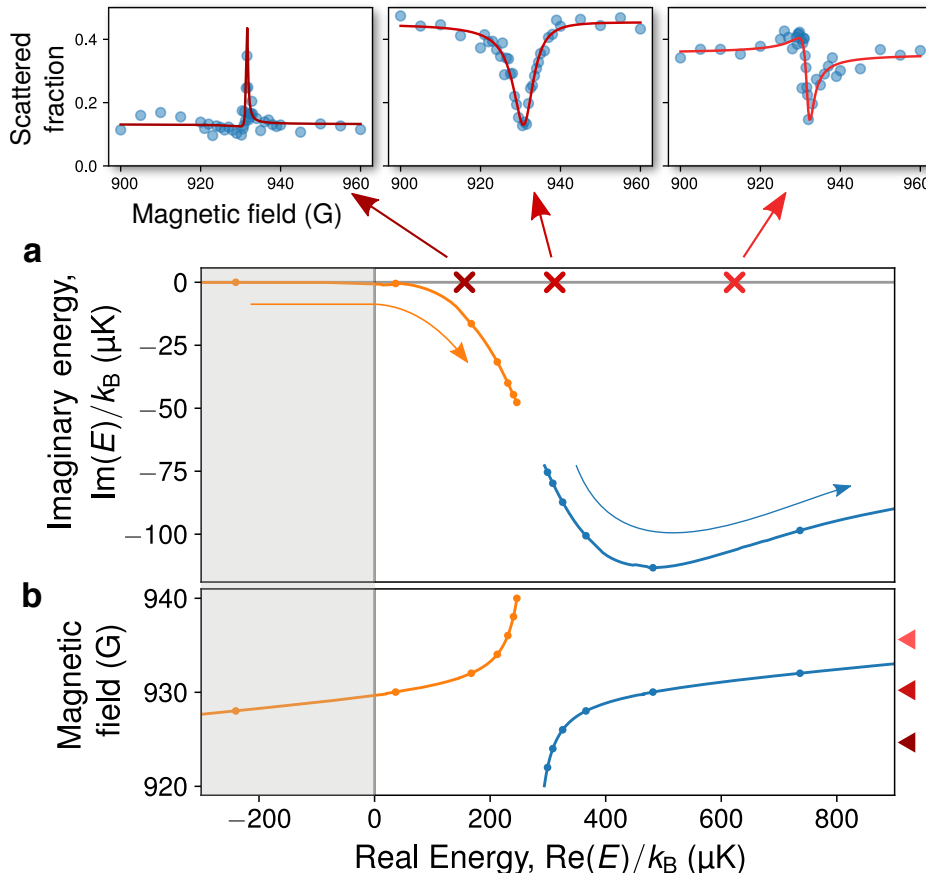 Scattered
fraction
0.4
0.2
0.0
900 920 940 960
900 920 940 960
900 920 940 960
Magnetic field (G)
a
Imaginary energy,
Im(E)/kB (μK)
0
−25
−50
−75
−100
b
Magnetic
field (G)
940
930
920
−200 0 200 400 600 800
Real Energy, Re(E)/kB (μK)